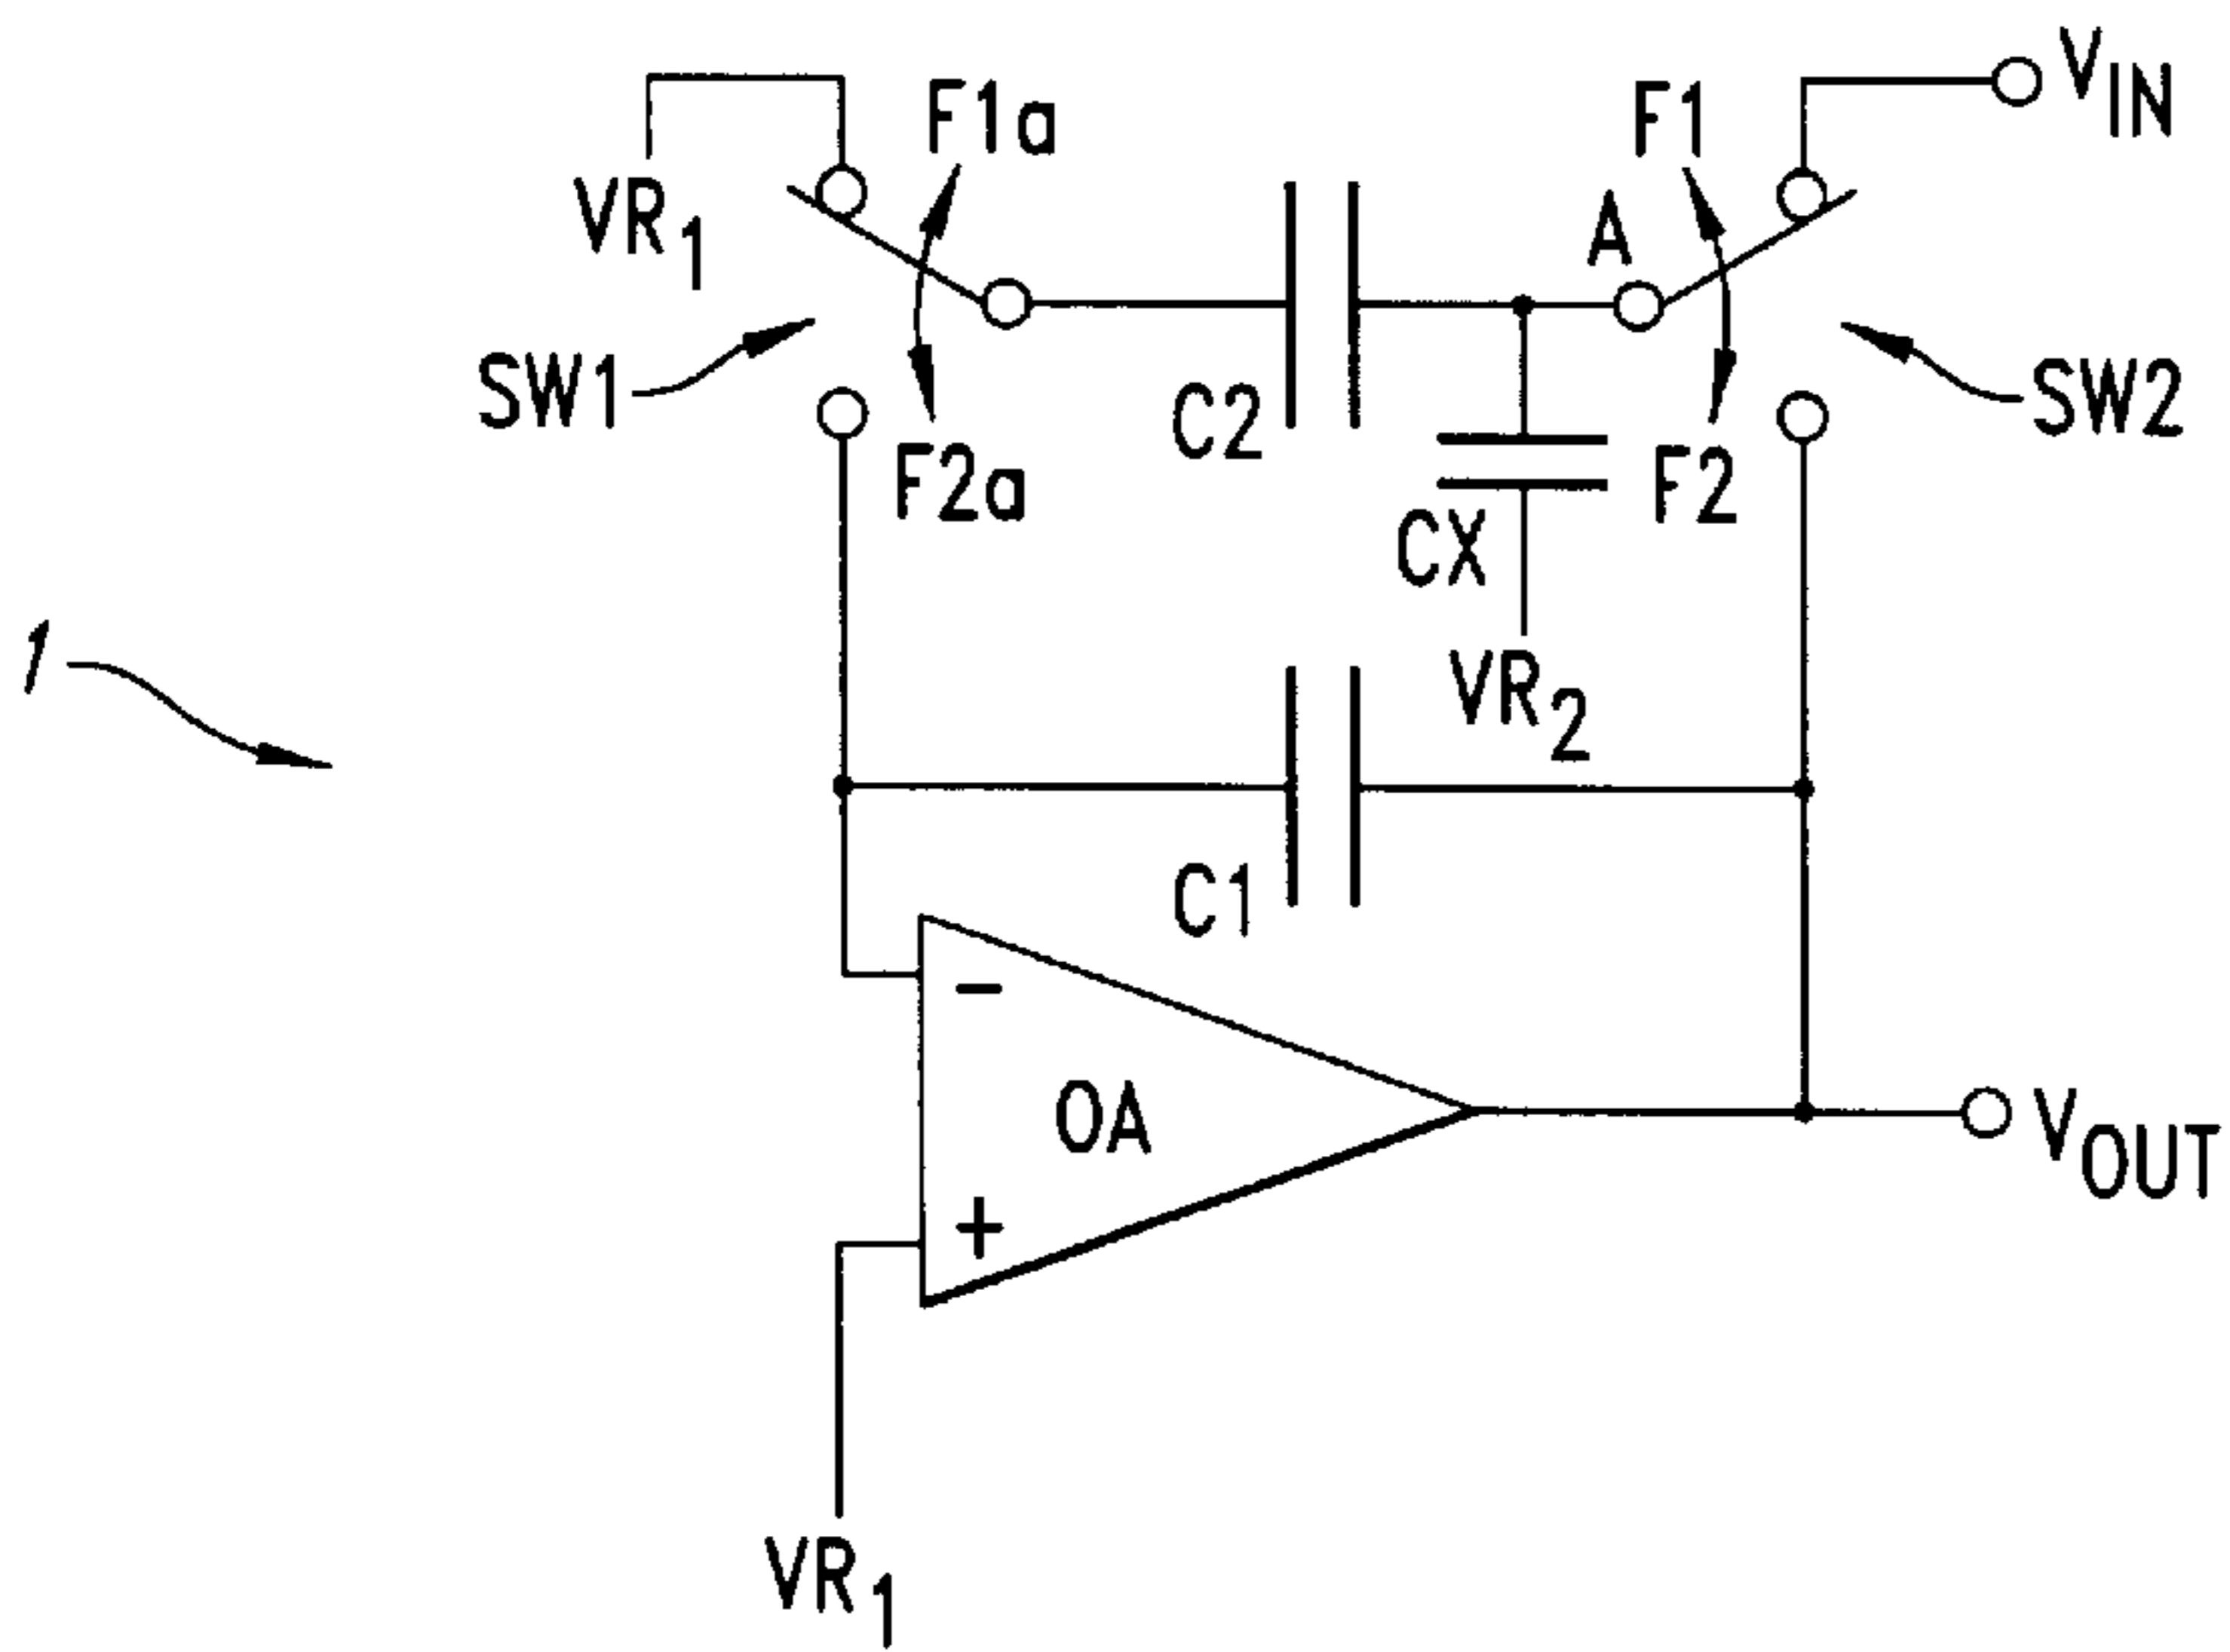 V_IN
F1a
F1
VR_1
A
SW1
SW2
C2
F2a
F2
CX
1
VR_2
C1
-
OA
V_OUT
+
VR_1